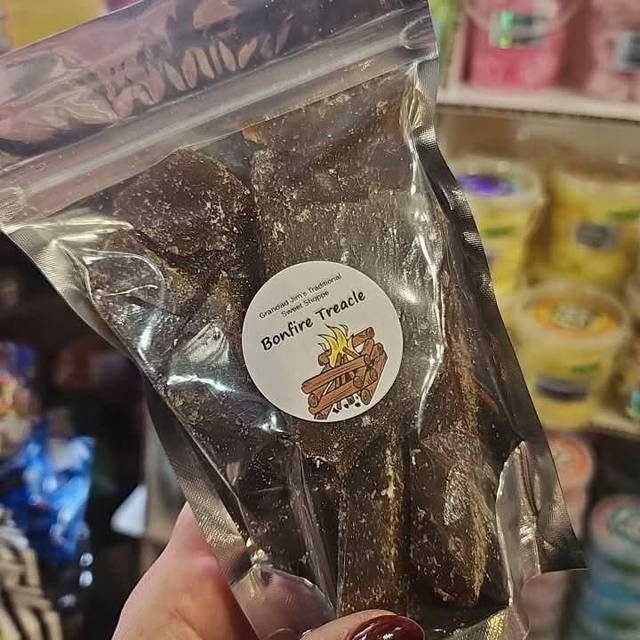 Grandad Jim's Traditional
Sweet Shoppe
Bonfire Treacle